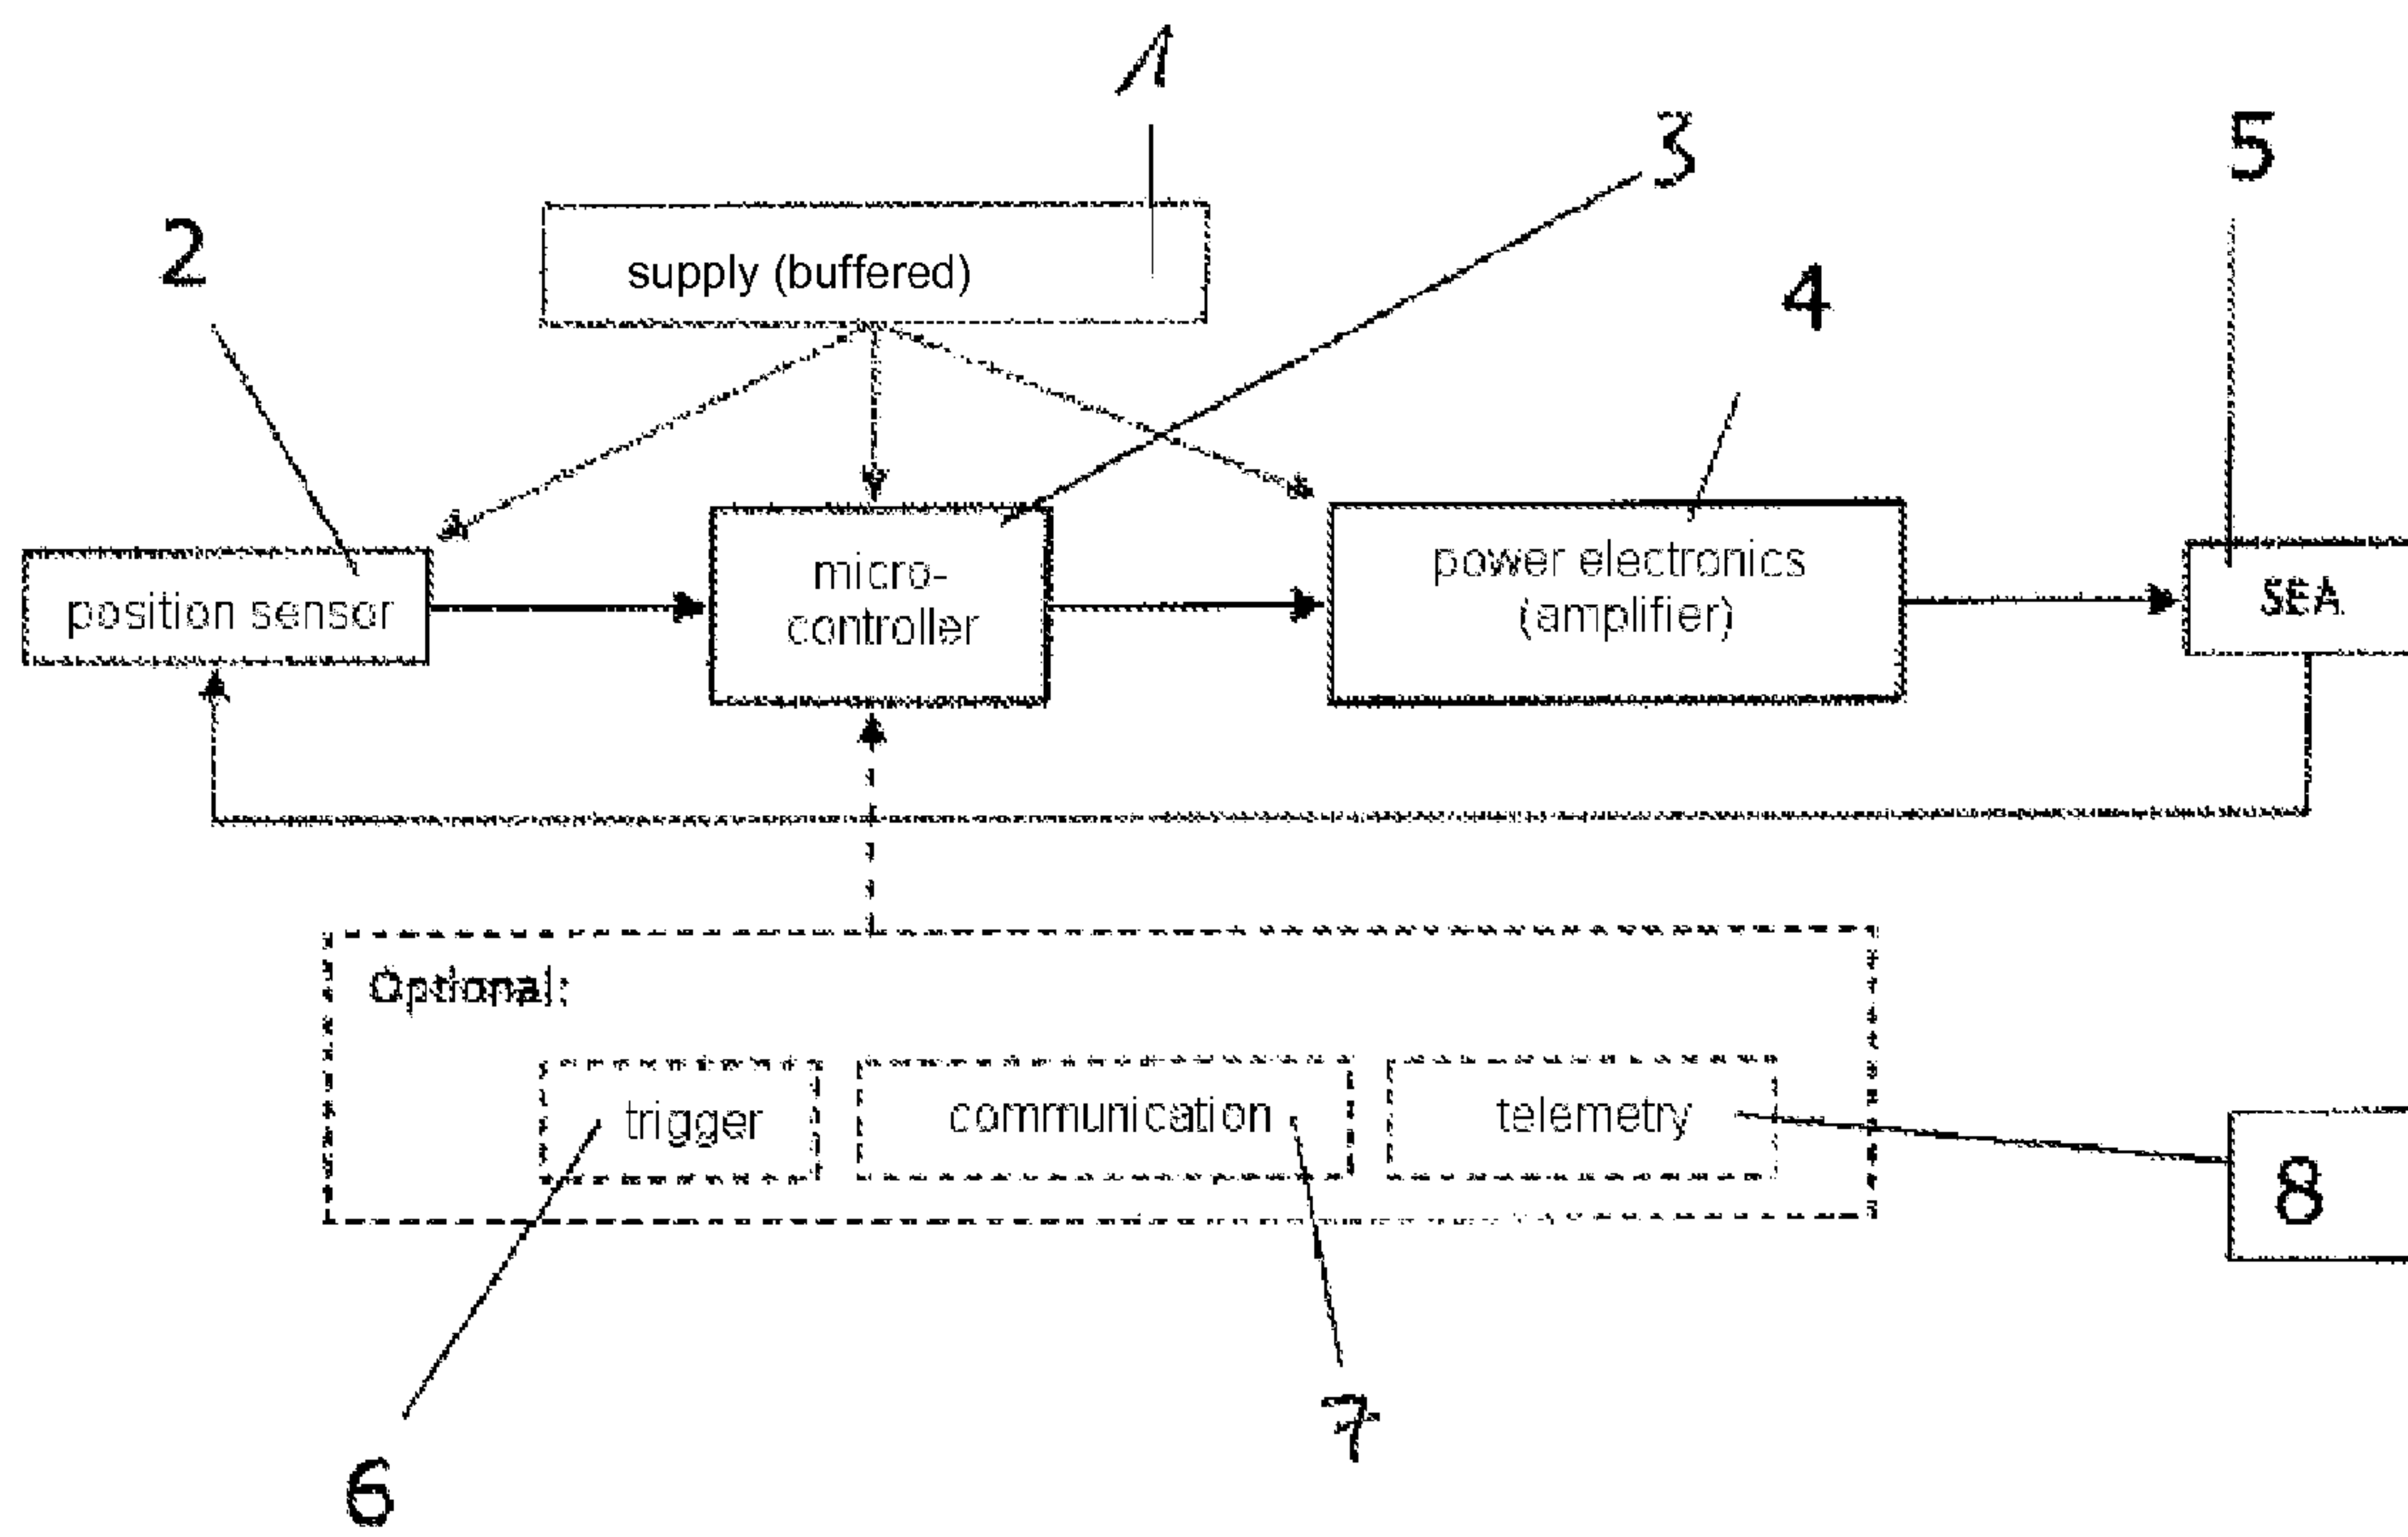 1
3
5
2
supply (buffered)
4
position sensor
micro-
controller
power electronics
(amplifier)
SEA
Optional:
trigger
communication
telemetry
8
7
6